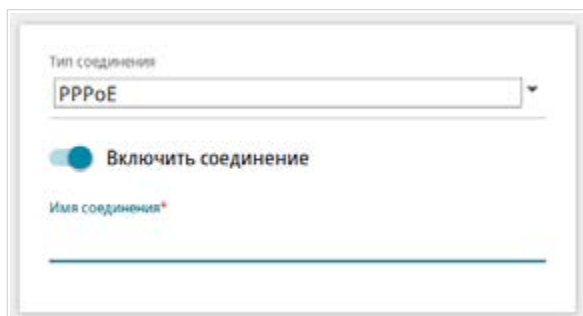 Тип соединения
PPPoE
Включить соединение
Имя соединения*